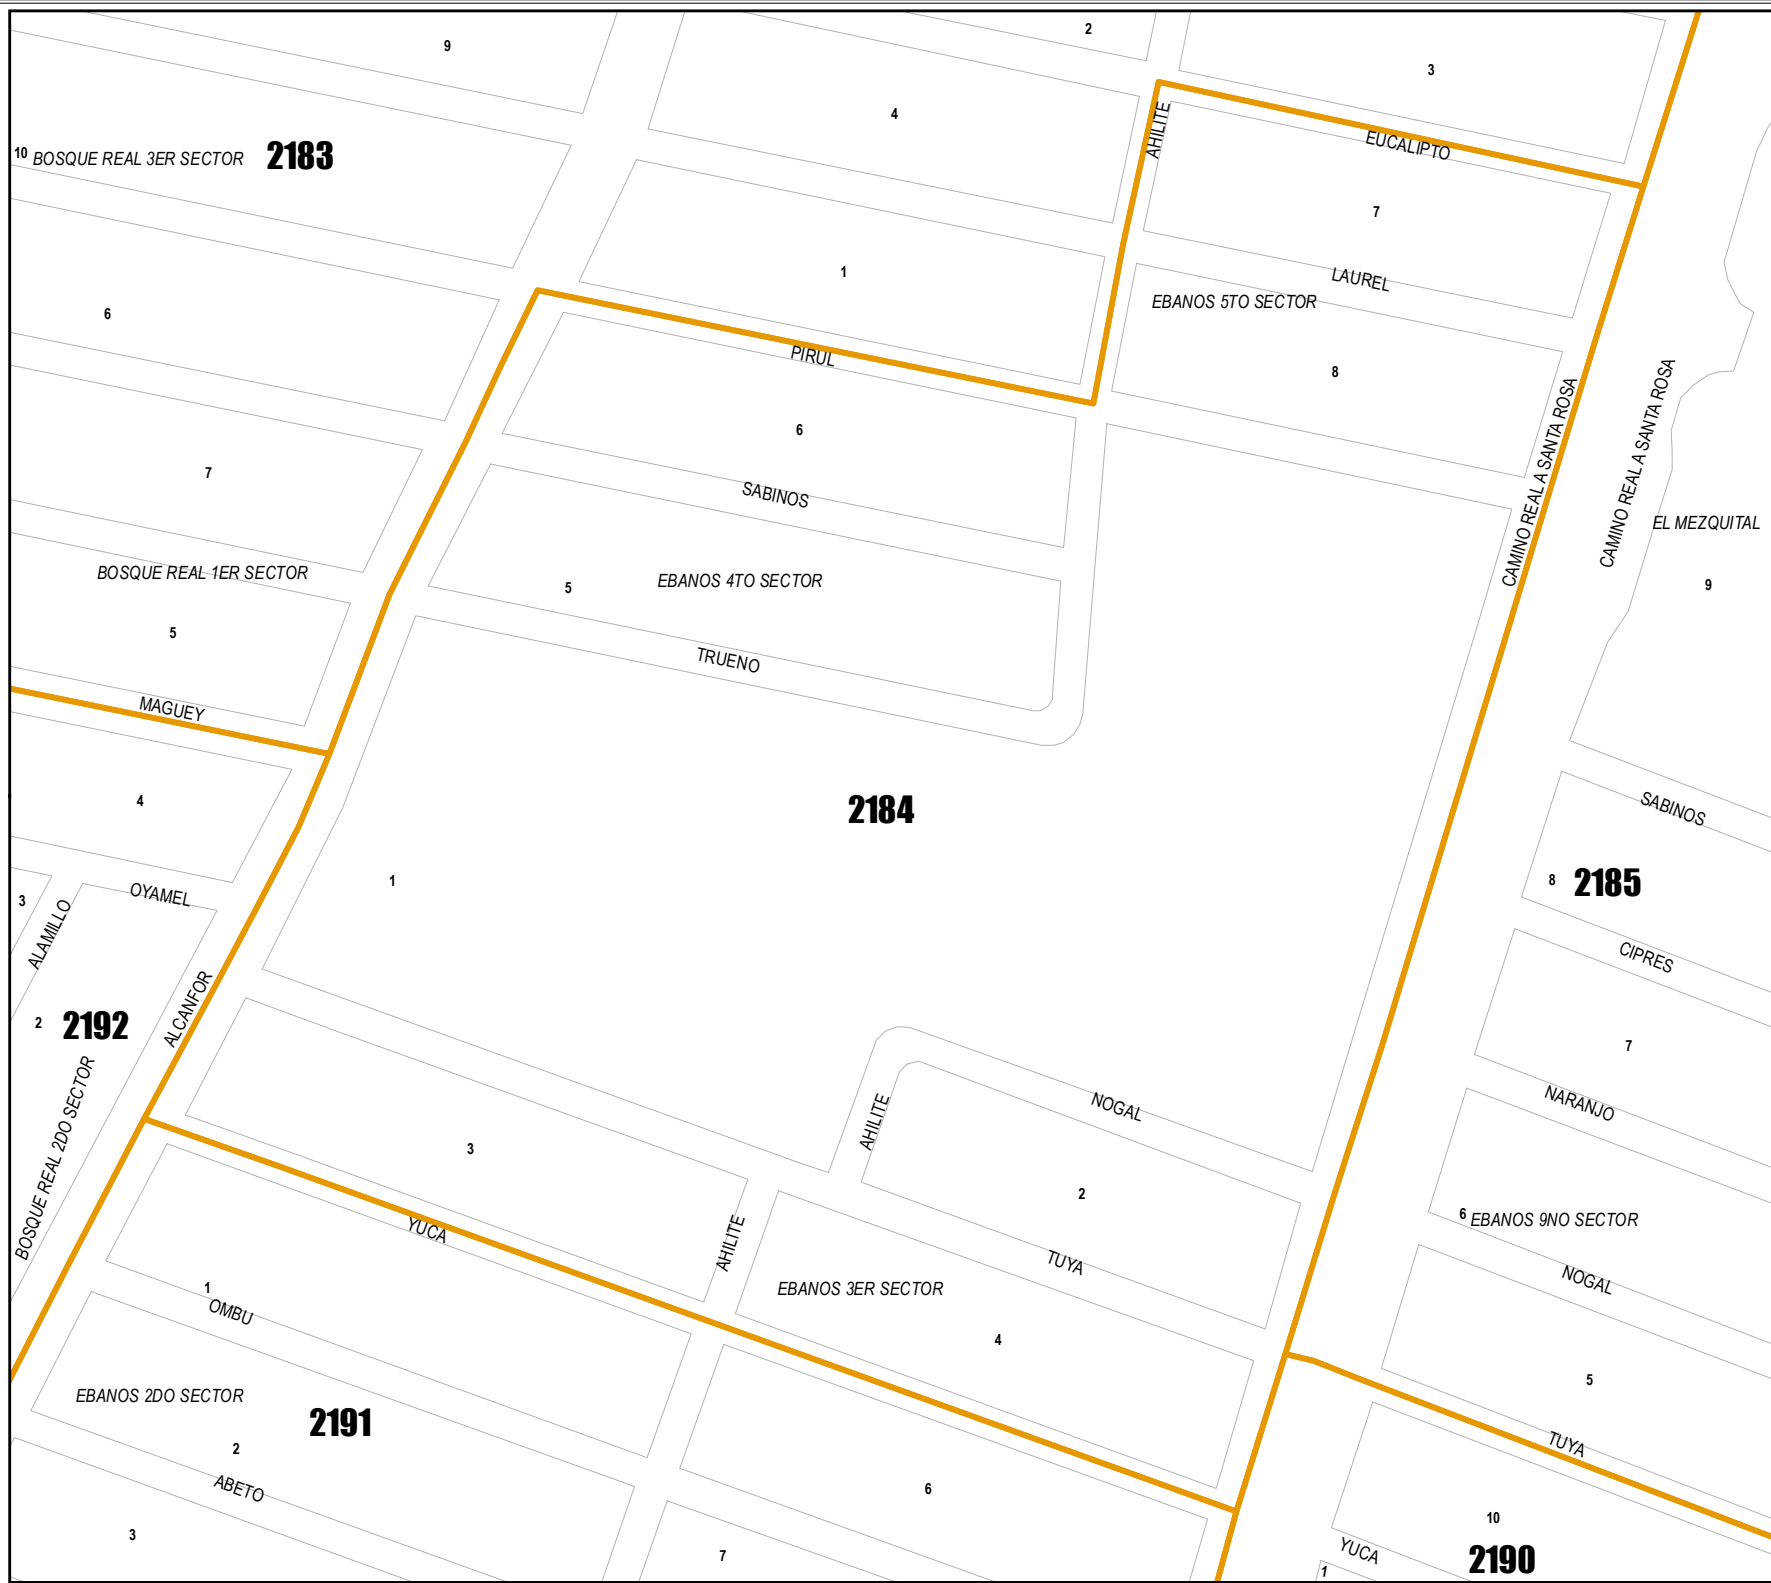 9
2
3
4
AHILITE
EUCALIPTO
10
BOSQUE REAL 3ER SECTOR
2183
7
1
LAUREL
EBANOS 5TO SECTOR
6
PIRUL
8
CAMINO REAL A SANTA ROSA
CAMINO REAL A SANTA ROSA
6
7
SABINOS
EL MEZQUITAL
BOSQUE REAL 1ER SECTOR
EBANOS 4TO SECTOR
5
9
5
TRUENO
MAGUEY
4
2184
SABINOS
1
8
2185
OYAMEL
3
ALAMILLO
CIPRES
ALCANFOR
2
2192
7
NOGAL
NARANJO
AHILITE
BOSQUE REAL 2DO SECTOR
3
2
6
EBANOS 9NO SECTOR
YUCA
AHILITE
TUYA
NOGAL
1
EBANOS 3ER SECTOR
OMBU
4
5
EBANOS 2DO SECTOR
2191
2
TUYA
ABETO
6
10
3
7
YUCA
2190
1